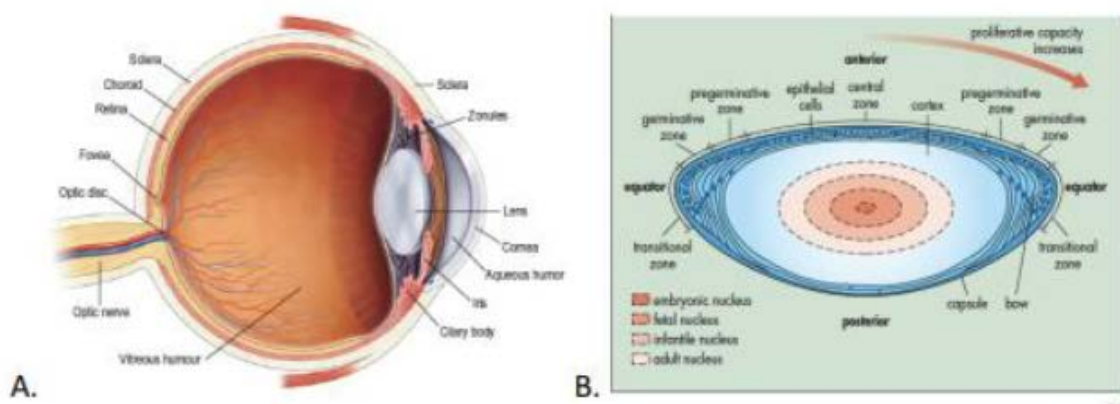 Sclera
Choroid
Retina
Fovea
Optic disc
Optic nerve
Vitreous humour
Sclera
Zonules
Lens
Cornea
Aqueous humor
Iris
Ciliary body
A.
proliferative capacity
increases
anterior
pregerminative
zone
epithelial
cells
central
zone
cortex
pregerminative
zone
germinative
zone
germinative
zone
equator
equator
transitional
zone
transitional
zone
capsule
bow
posterior
embryonic nucleus
fetal nucleus
infantile nucleus
adult nucleus
B.